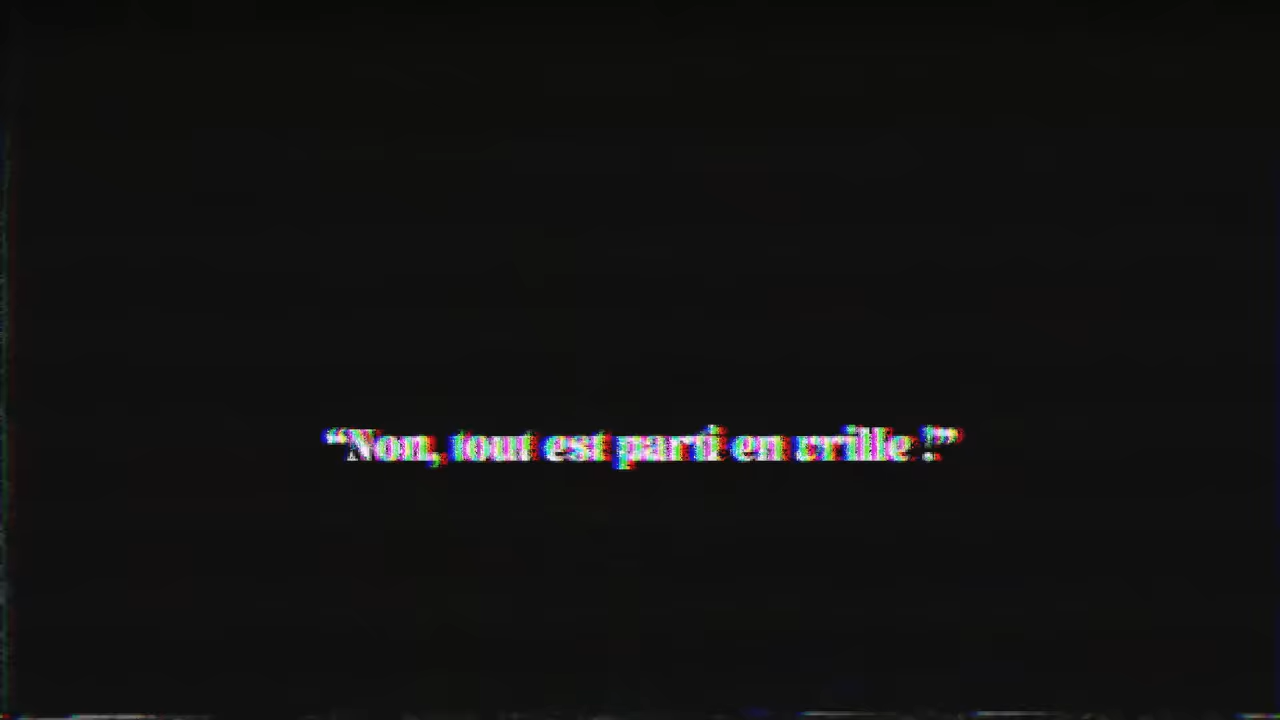 “Non, tout est parti en vrille !”